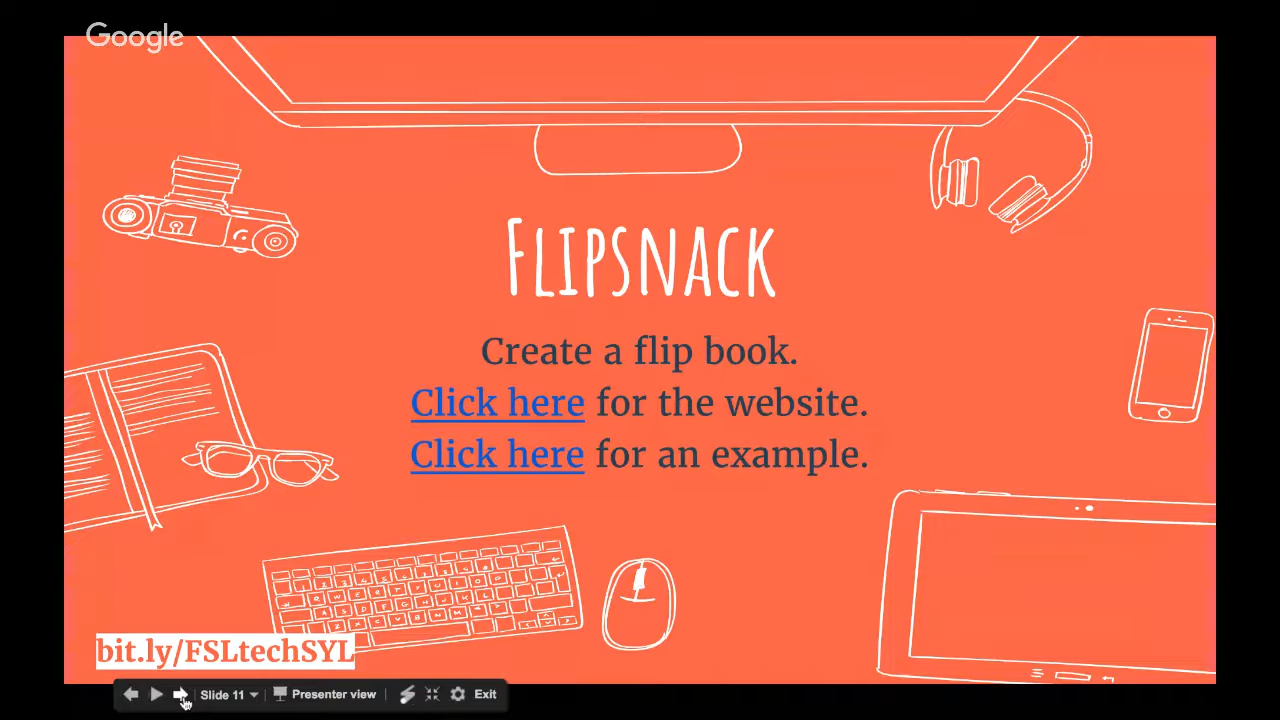 Google
Flipsnack
Create a flip book.
Click here for the website.
Click here for an example.
bit.ly/FSLtechSYL
Slide 11
Presenter view
Exit